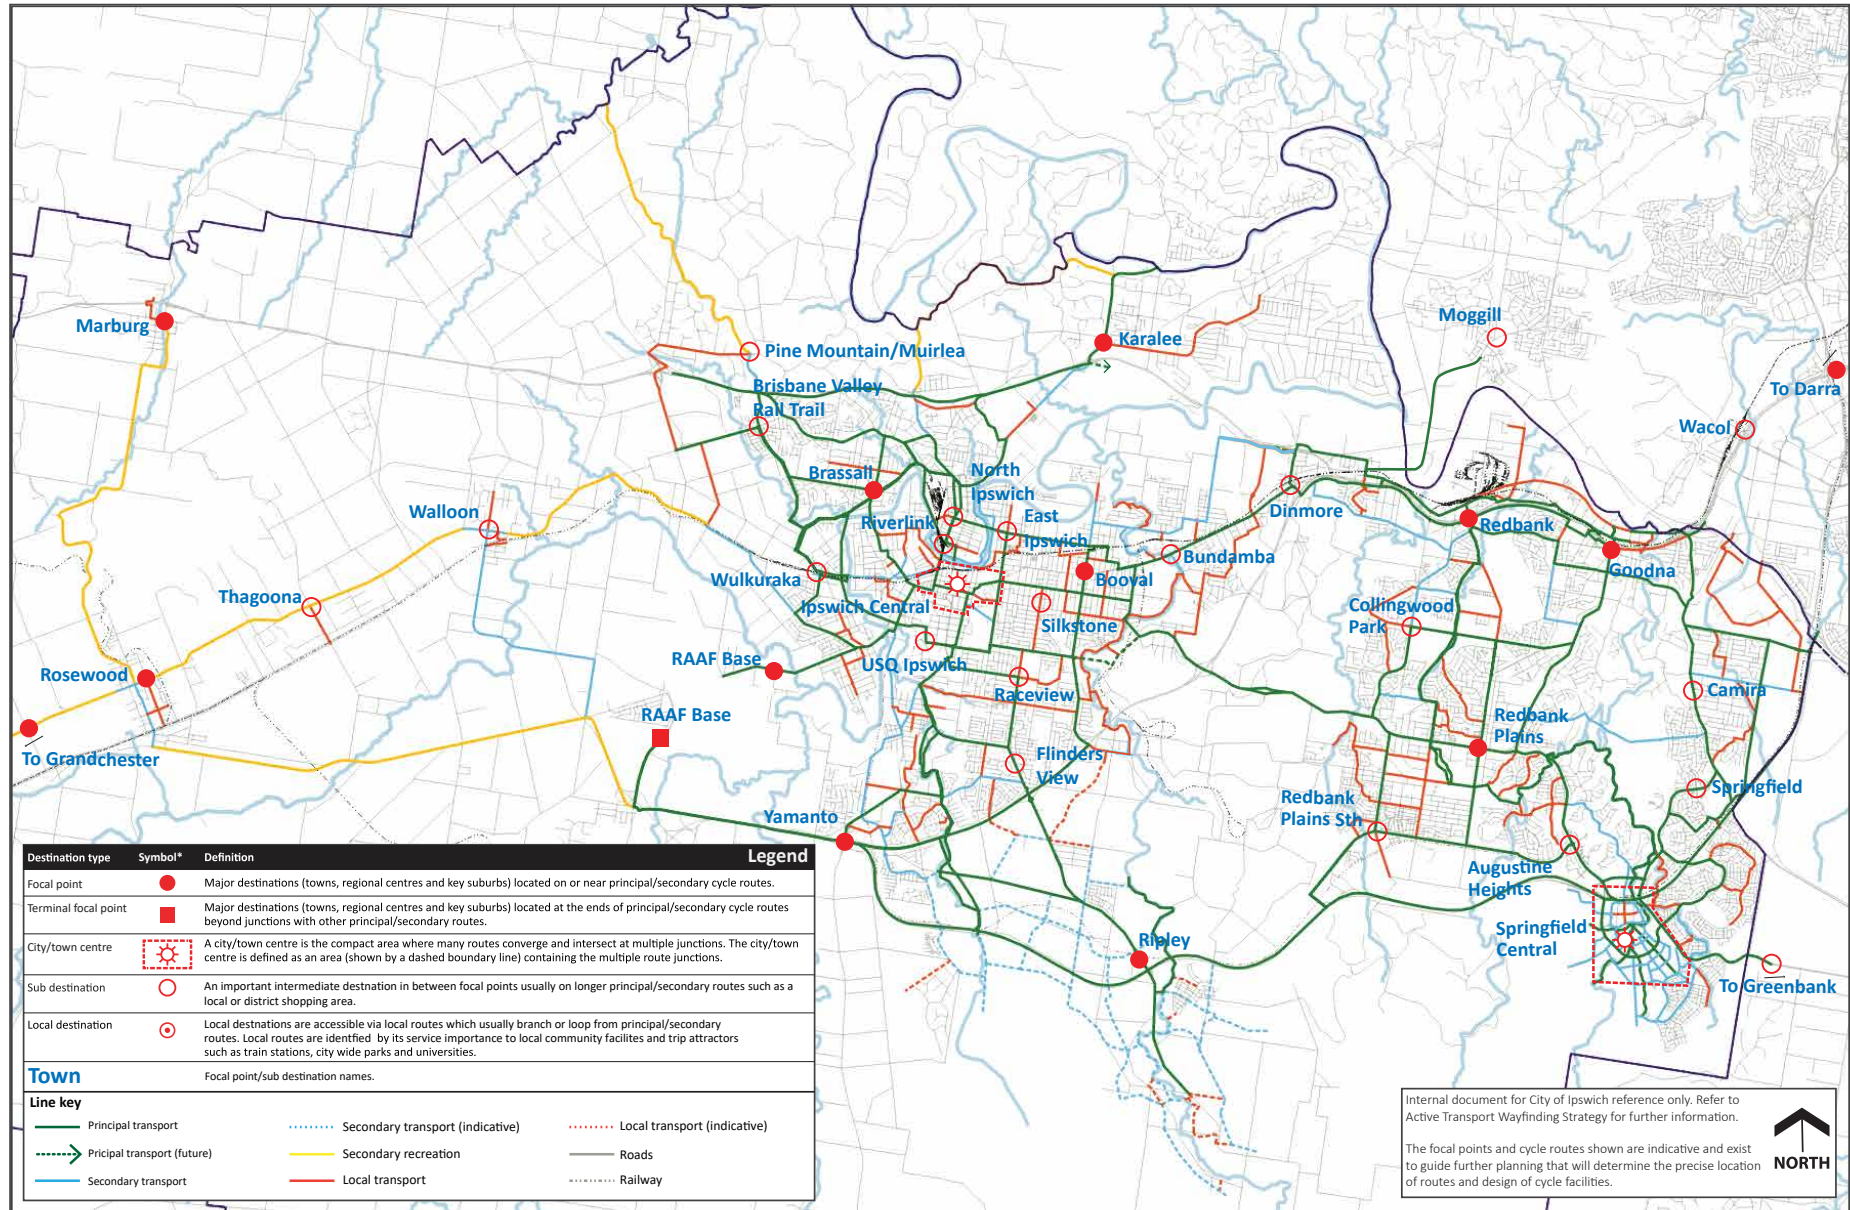 Marburg
Pine Mountain/Muirlea
Karalee
Moggill
To Darra
Brisbane Valley
Rail Trail
Wacol
Brassall
North
Ipswich
Walloon
Riverlink
East
Ipswich
Dinmore
Redbank
Bundamba
Goodna
Wulkuraka
Booval
Thagoona
Ipswich Central
Silkstone
Collingwood
Park
RAAF Base
USQ Ipswich
Rosewood
Raceview
Camira
RAAF Base
Redbank
Plains
To Grandchester
Flinders
View
Springfield
Redbank
Plains Sth
Yamanto
Augustine
Heights
Springfield
Central
Ripley
To Greenbank
Destination type Symbol* Definition Legend
Focal point Major destinations (towns, regional centres and key suburbs) located on or near principal/secondary cycle routes.
Terminal focal point Major destinations (towns, regional centres and key suburbs) located at the ends of principal/secondary cycle routes
beyond junctions with other principal/secondary routes.
City/town centre A city/town centre is the compact area where many routes converge and intersect at multiple junctions. The city/town
centre is defined as an area (shown by a dashed boundary line) containing the multiple route junctions.
Sub destination An important intermediate destnation in between focal points usually on longer principal/secondary routes such as a
local or district shopping area.
Local destination Local destnations are accessible via local routes which usually branch or loop from principal/secondary
routes. Local routes are identfied by its service importance to local community facilites and trip attractors
such as train stations, city wide parks and universities.
Town Focal point/sub destination names.
Line key
Principal transport Secondary transport (indicative) Local transport (indicative)
Pricipal transport (future) Secondary recreation Roads
Secondary transport Local transport Railway
Internal document for City of Ipswich reference only. Refer to
Active Transport Wayfinding Strategy for further information.
The focal points and cycle routes shown are indicative and exist
to guide further planning that will determine the precise location
of routes and design of cycle facilities.
NORTH